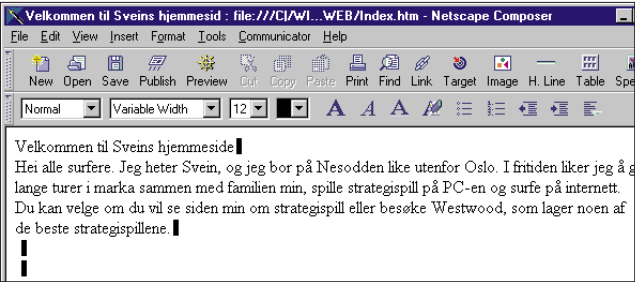 Velkommen til Sveins hjemmesid : file:///C|/WI...WEB/Index.htm - Netscape Composer
File Edit View Insert Format Tools Communicator Help
New Open Save Publish Preview Cut Copy Paste Print Find Link Target Image H. Line Table Spe
Normal Variable Width 12
Velkommen til Sveins hjemmeside
Hei alle surfere. Jeg heter Svein, og jeg bor på Nesodden like utenfor Oslo. I fritiden liker jeg å g
lange turer i marka sammen med familien min, spille strategispill på PC-en og surfe på internett.
Du kan velge om du vil se siden min om strategispill eller besøke Westwood, som lager noen af
de beste strategispillene.